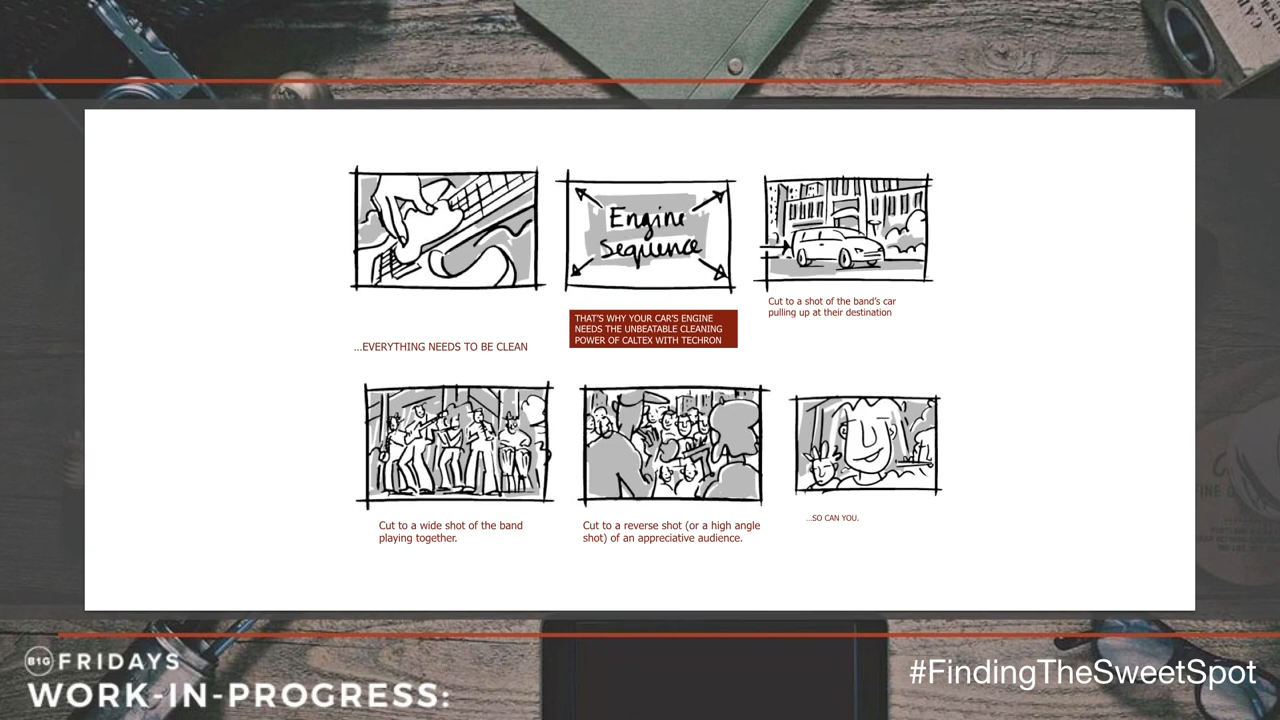 Engine
Sequence
...EVERYTHING NEEDS TO BE CLEAN
THAT'S WHY YOUR CAR'S ENGINE
NEEDS THE UNBEATABLE CLEANING
POWER OF CALTEX WITH TECHRON
Cut to a shot of the band's car
pulling up at their destination
Cut to a wide shot of the band
playing together.
Cut to a reverse shot (or a high angle
shot) of an appreciative audience.
...SO CAN YOU.
B1G FRIDAYS
WORK-IN-PROGRESS:
#FindingTheSweetSpot